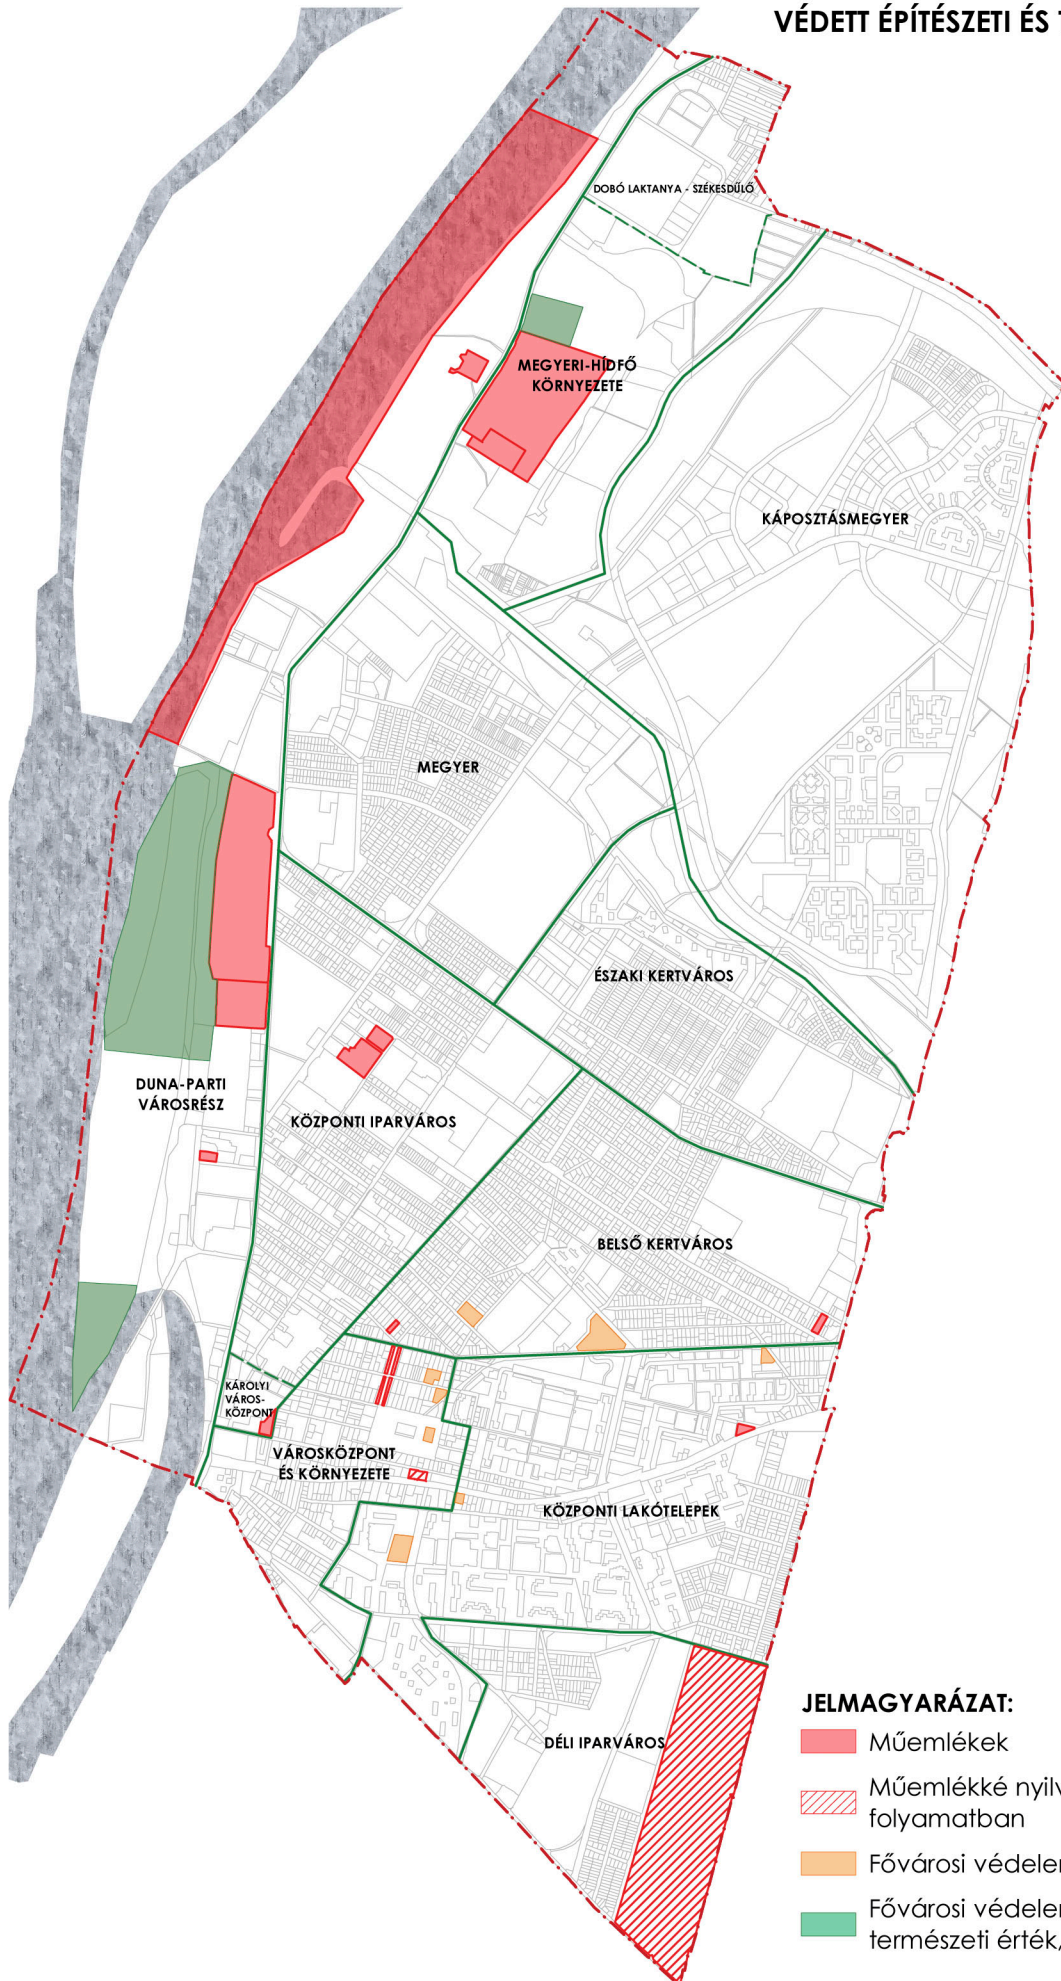 VÉDETT ÉPÍTÉSZETI ÉS
DOBÓ LAKTANYA - SZÉKESDŰLŐ
MEGYERI-HÍDFŐ
KÖRNYEZETE
KÁPOSZTÁSMEGYER
MEGYER
ÉSZAKI KERTVÁROS
DUNA-PARTI
VÁROSRÉSZ
KÖZPONTI IPARVÁROS
BELSŐ KERTVÁROS
KÁROLYI
VÁROS-
KÖZPONT
VÁROSKÖZPONT
ÉS KÖRNYEZETE
KÖZPONTI LAKÓTELEPEK
DÉLI IPARVÁROS
JELMAGYARÁZAT:
Műemlékek
Műemlékké nyilv
folyamatban
Fővárosi védele
Fővárosi védele
természeti érték,